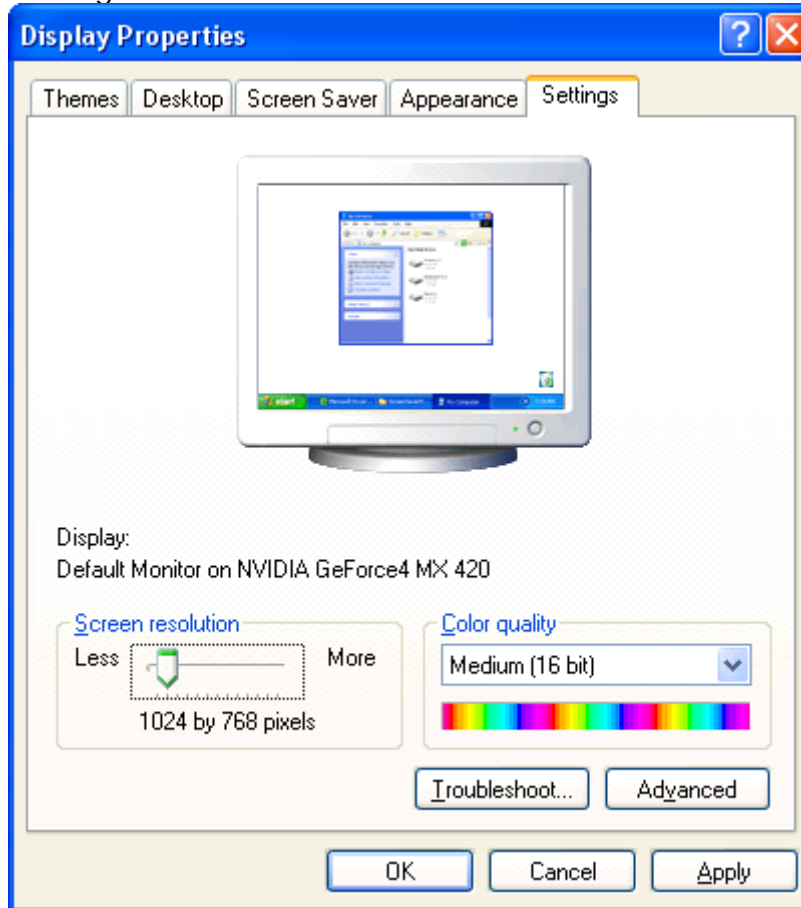 Display Properties
Themes Desktop Screen Saver Appearance Settings
start
Display:
Default Monitor on NVIDIA GeForce4 MX 420
Screen resolution
Less More
1024 by 768 pixels
Color quality
Medium (16 bit)
Troubleshoot... Advanced
OK Cancel Apply